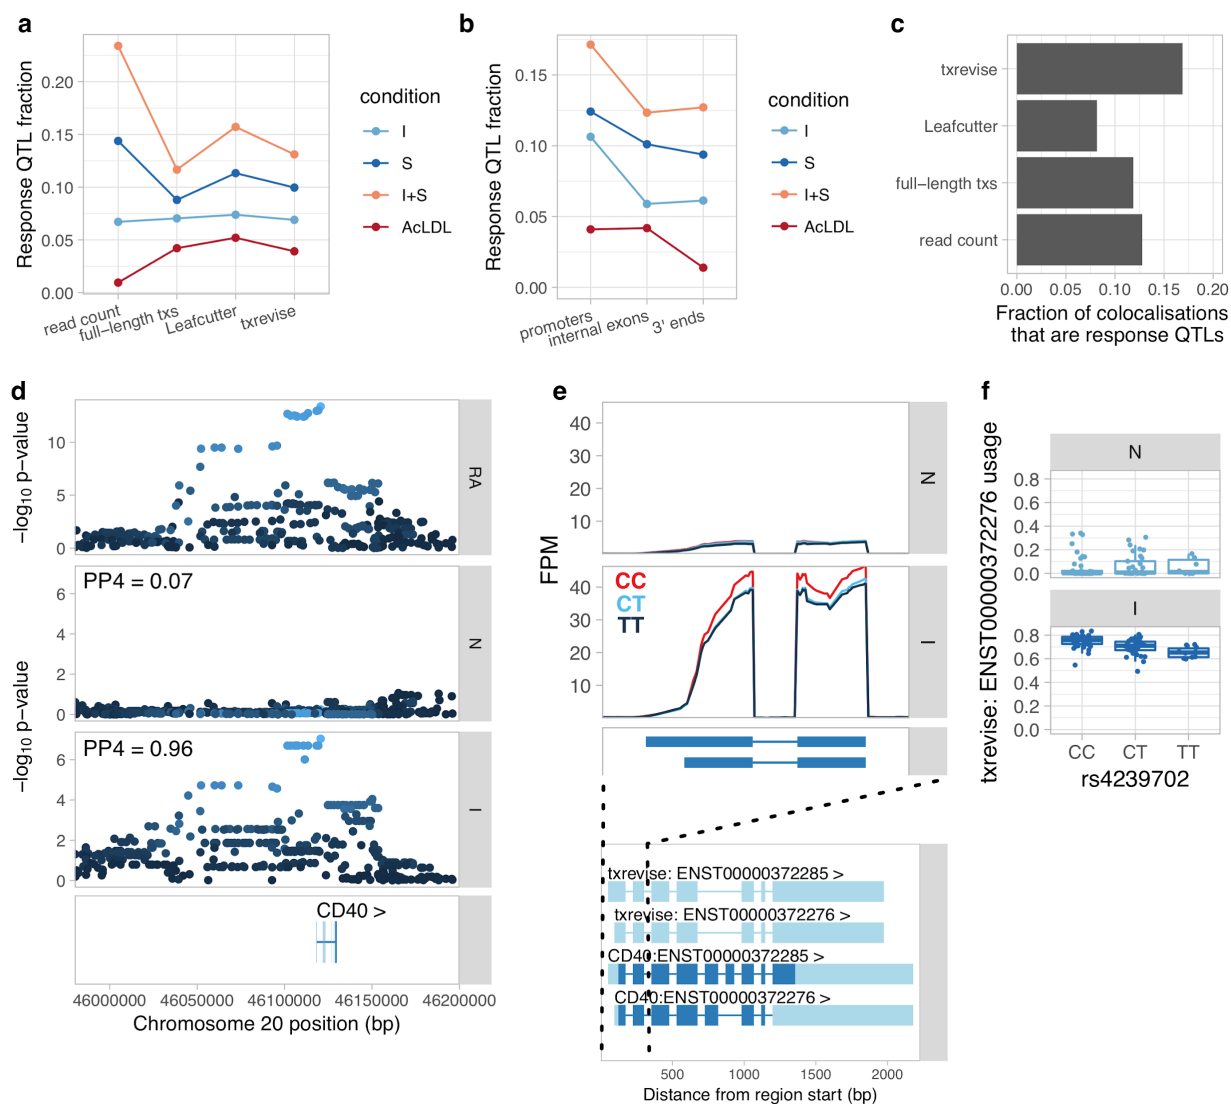 a
Response QTL fraction
0.20
0.15
0.10
0.05
0.00
read count
full−length txs
Leafcutter
txrevise
condition
I
S
I+S
AcLDL
b
Response QTL fraction
0.15
0.10
0.05
0.00
promoters
internal exons
3' ends
condition
I
S
I+S
AcLDL
c
txrevise
Leafcutter
full−length txs
read count
0.00 0.05 0.10 0.15 0.20
Fraction of colocalisations
that are response QTLs
d
−log10 p−value
10
5
0
RA
−log10 p−value
PP4 = 0.07
6
4
2
0
N
PP4 = 0.96
6
4
2
0
I
CD40 >
46000000 46050000 46100000 46150000 46200000
Chromosome 20 position (bp)
e
FPM
40
30
20
10
N
CC
CT
TT
40
30
20
10
I
txrevise: ENST00000372285 >
txrevise: ENST00000372276 >
CD40:ENST00000372285 >
CD40:ENST00000372276 >
500 1000 1500 2000
Distance from region start (bp)
f
txrevise: ENST00000372276 usage
N
0.8
0.6
0.4
0.2
0.0
I
0.8
0.6
0.4
0.2
0.0
CC CT TT
rs4239702